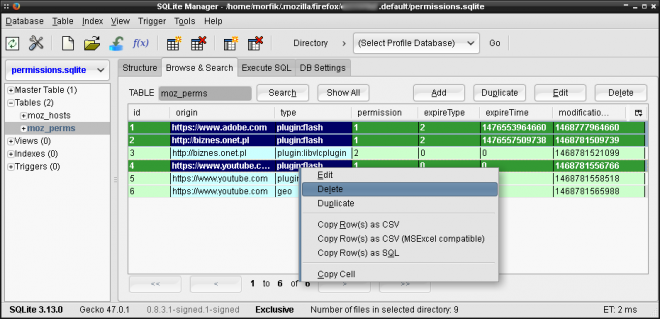 SQLite Manager - /home/morfik/.mozilla/firefox/ .default/permissions.sqlite
Database Table Index View Trigger Tools Help
f(x) Directory > (Select Profile Database) Go
permissions.sqlite
Master Table (1)
Tables (2)
moz_hosts
moz_perms
Views (0)
Indexes (0)
Triggers (0)
Structure Browse & Search Execute SQL DB Settings
TABLE moz_perms Search Show All Add Duplicate Edit Delete
id origin type permission expireType expireTime modificatio...
1 https://www.adobe.com plugin:flash 1 2 1476553964660 1468777964660
2 http://biznes.onet.pl plugin:flash 1 2 1476557509738 1468781509738
3 http://biznes.onet.pl plugin:libvlcplugin 2 0 0 1468781521099
4 https://www.youtube.c... plugin:flash 1 0 0 1468781556766
5 https://www.youtube.com 1468781558518
6 https://www.youtube.com geo 1468781565988
Edit
Delete
Duplicate
Copy Row(s) as CSV
Copy Row(s) as CSV (MSExcel compatible)
Copy Row(s) as SQL
Copy Cell
<< < 1 to 6 of 6 > >>
SQLite 3.13.0 Gecko 47.0.1 0.8.3.1-signed.1-signed Exclusive Number of files in selected directory: 9 ET: 2 ms